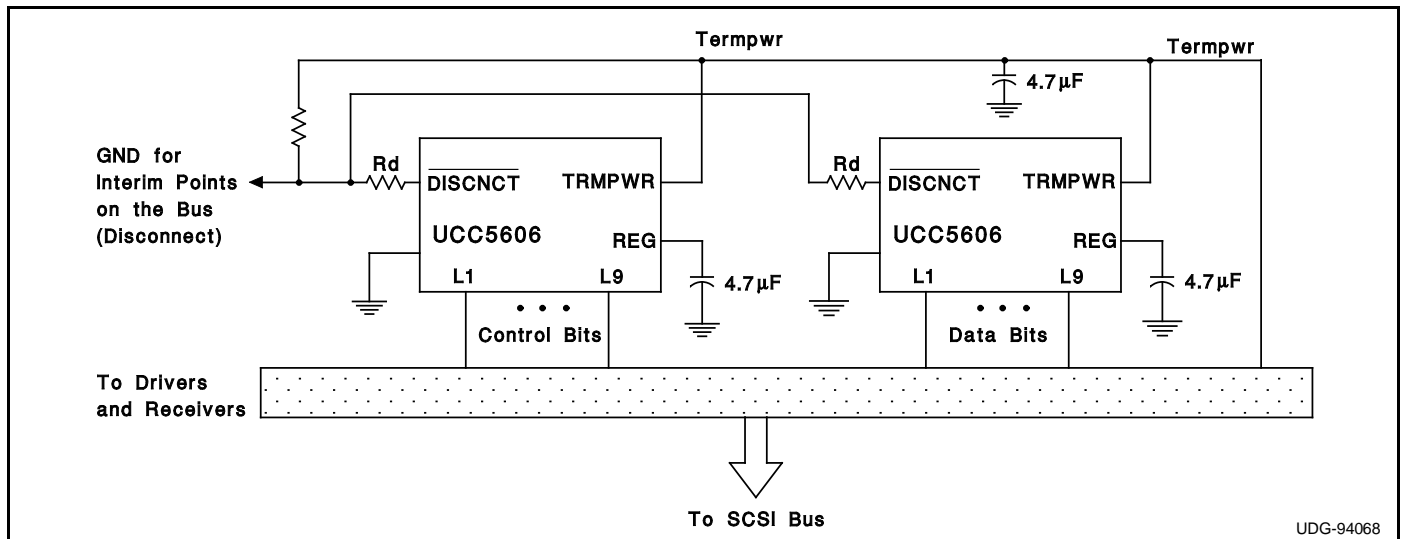 Termpwr
Termpwr
4.7µF
GND for
Interim Points
on the Bus
(Disconnect)
Rd
DISCNCT
TRMPWR
UCC5606
REG
L1
L9
4.7µF
• • •
Control Bits
Rd
DISCNCT
TRMPWR
UCC5606
REG
L1
L9
4.7µF
• • •
Data Bits
To Drivers
and Receivers
To SCSI Bus
UDG-94068